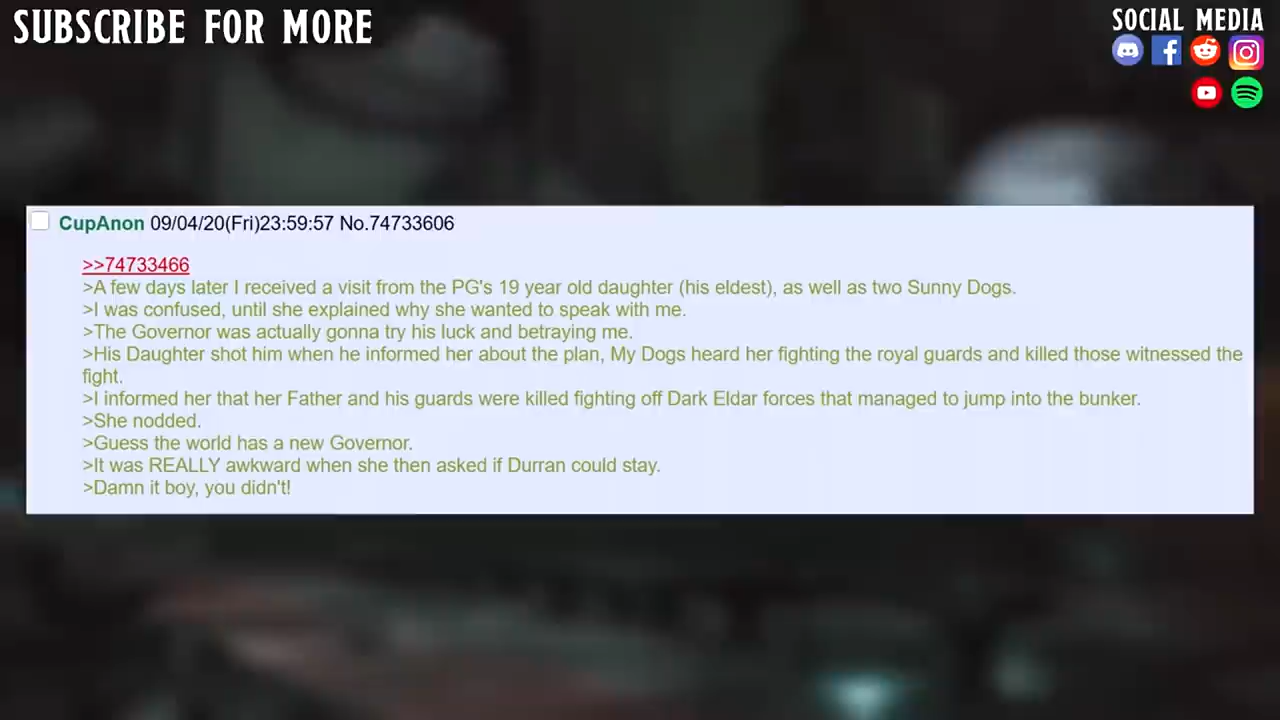 SUBSCRIBE FOR MORE
SOCIAL MEDIA
CupAnon 09/04/20(Fri)23:59:57 No.74733606
>>74733466
>A few days later I received a visit from the PG's 19 year old daughter (his eldest), as well as two Sunny Dogs.
>I was confused, until she explained why she wanted to speak with me.
>The Governor was actually gonna try his luck and betraying me.
>His Daughter shot him when he informed her about the plan, My Dogs heard her fighting the royal guards and killed those witnessed the
fight.
>I informed her that her Father and his guards were killed fighting off Dark Eldar forces that managed to jump into the bunker.
>She nodded.
>Guess the world has a new Governor.
>It was REALLY awkward when she then asked if Durran could stay.
>Damn it boy, you didn't!